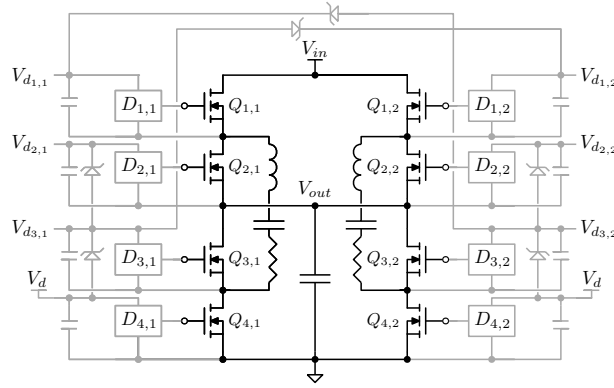 V_{in}
V_{d_{1,1}} D_{1,1} Q_{1,1} Q_{1,2} D_{1,2} V_{d_{1,2}}
V_{d_{2,1}} D_{2,1} Q_{2,1} Q_{2,2} D_{2,2} V_{d_{2,2}}
V_{out}
V_{d_{3,1}} D_{3,1} Q_{3,1} Q_{3,2} D_{3,2} V_{d_{3,2}}
V_d D_{4,1} Q_{4,1} Q_{4,2} D_{4,2} V_d